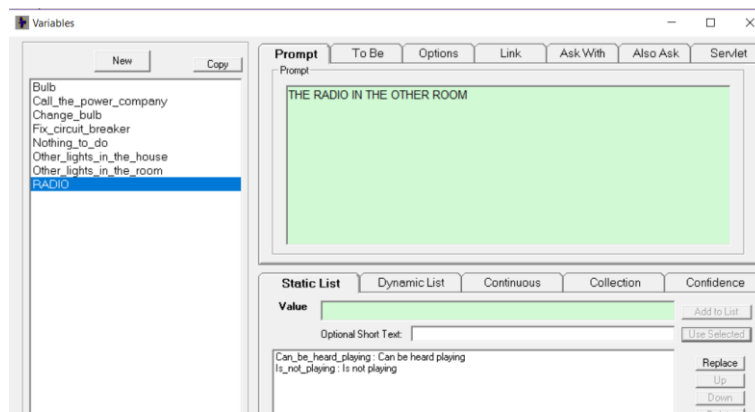 Variables
New
Copy
Bulb
Call_the_power_company
Change_bulb
Fix_circuit_breaker
Nothing_to_do
Other_lights_in_the_house
Other_lights_in_the_room
RADIO
Prompt To Be Options Link Ask With Also Ask Servlet
Prompt
THE RADIO IN THE OTHER ROOM
Static List Dynamic List Continuous Collection Confidence
Value
Add to List
Optional Short Text:
Use Selected
Can_be_heard_playing : Can be heard playing
Is_not_playing : Is not playing
Replace
Up
Down